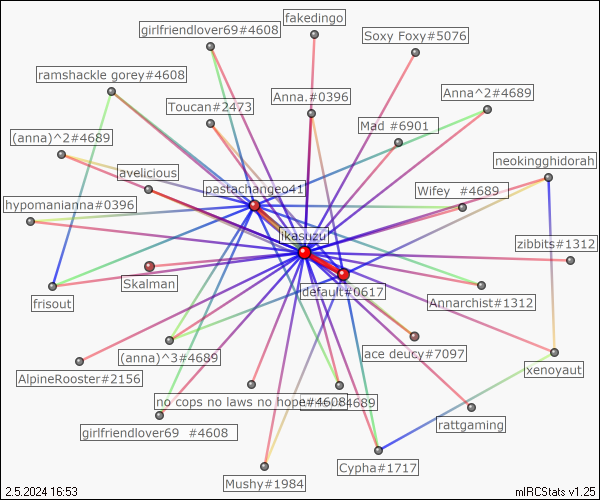 fakedingo
girlfriendlover69#4608
Soxy Foxy#5076
ramshackle gorey#4608
Anna^2#4689
Anna.#0396
Toucan#2473
Mad #6901
(anna)^2#4689
neokingghidorah
avelicious
pastachangeo41
Wifey #4689
hypomanianna#0396
ikasuzu
zibbits#1312
Skalman
default#0617
frisout
Annarchist#1312
(anna)^3#4689
ace deucy#7097
xenoyaut
AlpineRooster#2156
no cops no laws no hope#4608
#4689
rattgaming
girlfriendlover69 #4608
Cypha#1717
Mushy#1984
2.5.2024 16:53
mIRCStats v1.25